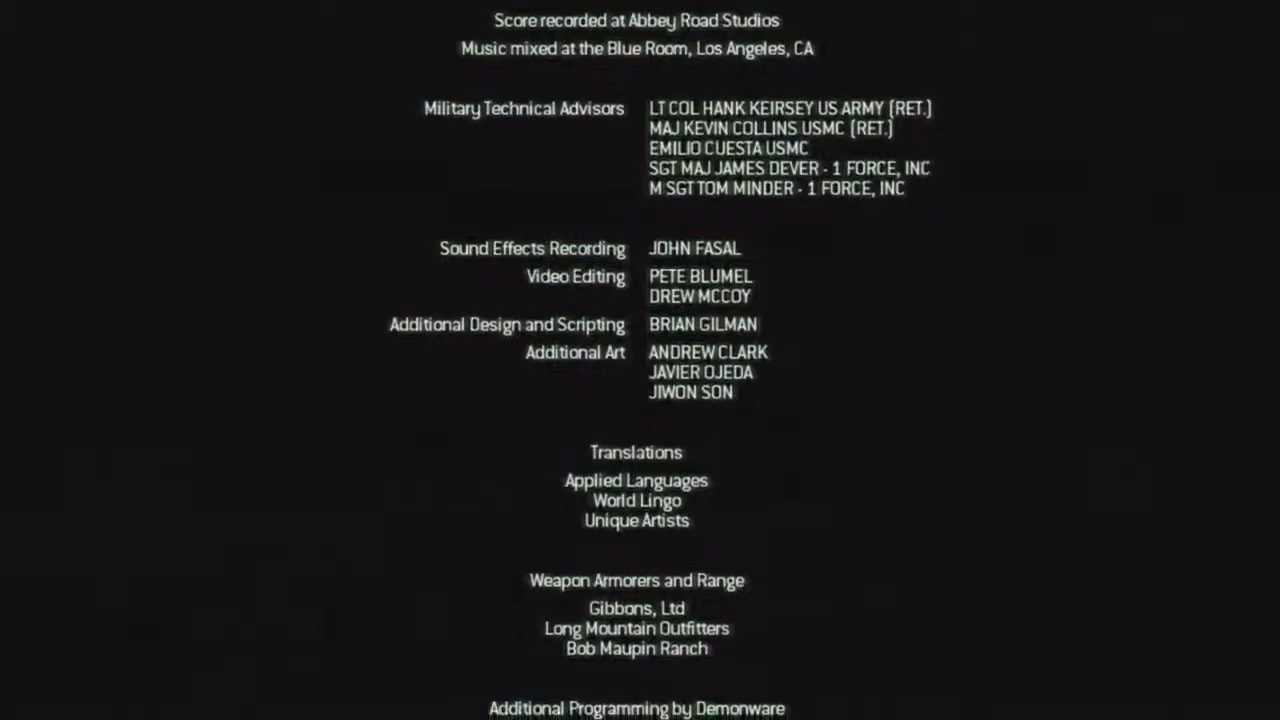 Score recorded at Abbey Road Studios
Music mixed at the Blue Room, Los Angeles, CA
Military Technical Advisors LT COL HANK KEIRSEY US ARMY (RET.)
MAJ KEVIN COLLINS USMC (RET.)
EMILIO CUESTA USMC
SGT MAJ JAMES DEVER - 1 FORCE, INC
M SGT TOM MINDER - 1 FORCE, INC
Sound Effects Recording JOHN FASAL
Video Editing PETE BLUMEL
DREW MCCOY
Additional Design and Scripting BRIAN GILMAN
Additional Art ANDREW CLARK
JAVIER OJEDA
JIWON SON
Translations
Applied Languages
World Lingo
Unique Artists
Weapon Armorers and Range
Gibbons, Ltd
Long Mountain Outfitters
Bob Maupin Ranch
Additional Programming by Demonware